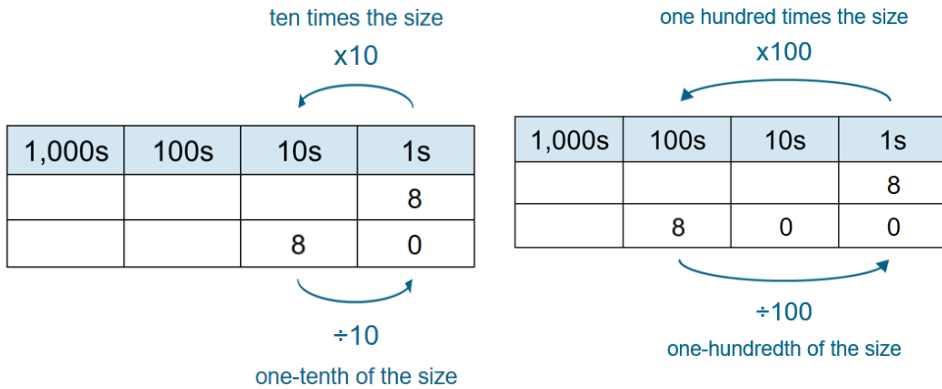 ten times the size
x10
1,000s 100s 10s 1s
8
8 0
÷10
one-tenth of the size
one hundred times the size
x100
1,000s 100s 10s 1s
8
8 0 0
÷100
one-hundredth of the size